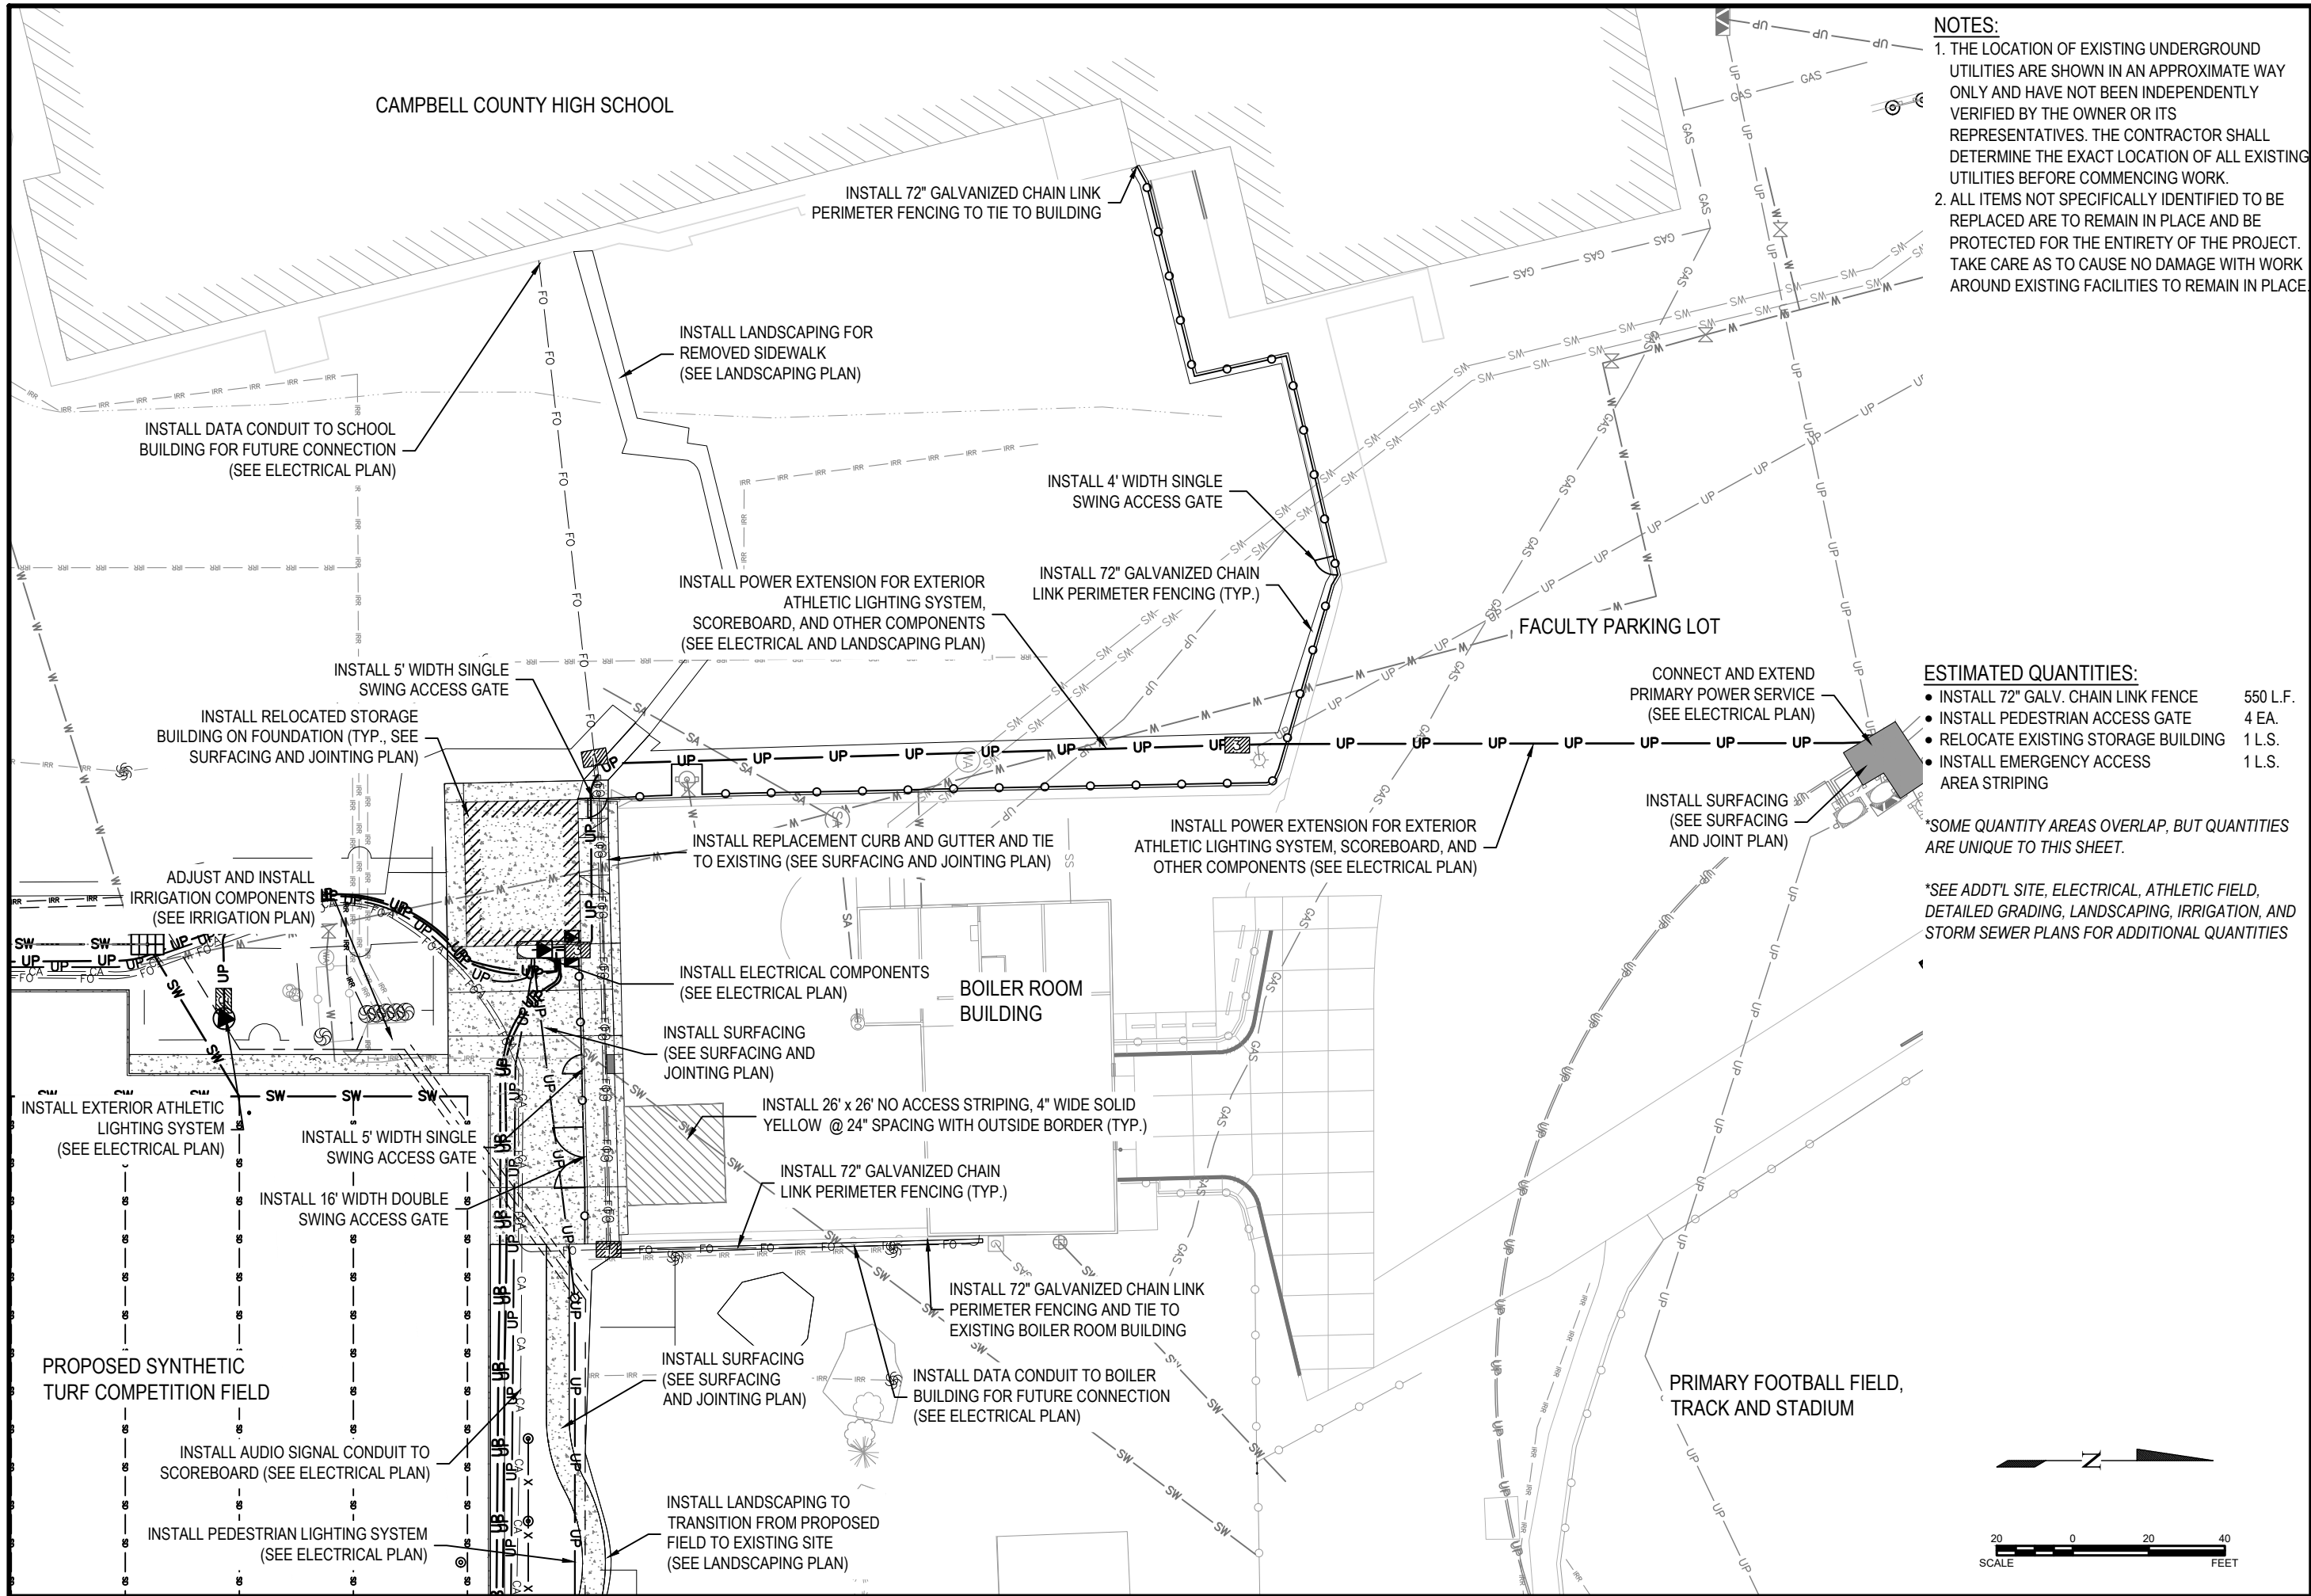 CAMPBELL COUNTY HIGH SCHOOL
NOTES:
1. THE LOCATION OF EXISTING UNDERGROUND
UTILITIES ARE SHOWN IN AN APPROXIMATE WAY
ONLY AND HAVE NOT BEEN INDEPENDENTLY
VERIFIED BY THE OWNER OR ITS
REPRESENTATIVES. THE CONTRACTOR SHALL
DETERMINE THE EXACT LOCATION OF ALL EXISTING
UTILITIES BEFORE COMMENCING WORK.
2. ALL ITEMS NOT SPECIFICALLY IDENTIFIED TO BE
REPLACED ARE TO REMAIN IN PLACE AND BE
PROTECTED FOR THE ENTIRETY OF THE PROJECT.
TAKE CARE AS TO CAUSE NO DAMAGE WITH WORK
AROUND EXISTING FACILITIES TO REMAIN IN PLACE.
INSTALL 72" GALVANIZED CHAIN LINK
PERIMETER FENCING TO TIE TO BUILDING
INSTALL LANDSCAPING FOR
REMOVED SIDEWALK
(SEE LANDSCAPING PLAN)
INSTALL DATA CONDUIT TO SCHOOL
BUILDING FOR FUTURE CONNECTION
(SEE ELECTRICAL PLAN)
INSTALL 4' WIDTH SINGLE
SWING ACCESS GATE
INSTALL POWER EXTENSION FOR EXTERIOR
ATHLETIC LIGHTING SYSTEM,
SCOREBOARD, AND OTHER COMPONENTS
(SEE ELECTRICAL AND LANDSCAPING PLAN)
INSTALL 72" GALVANIZED CHAIN
LINK PERIMETER FENCING (TYP.)
FACULTY PARKING LOT
INSTALL 5' WIDTH SINGLE
SWING ACCESS GATE
INSTALL RELOCATED STORAGE
BUILDING ON FOUNDATION (TYP., SEE
SURFACING AND JOINTING PLAN)
CONNECT AND EXTEND
PRIMARY POWER SERVICE
(SEE ELECTRICAL PLAN)
ESTIMATED QUANTITIES:
• INSTALL 72" GALV. CHAIN LINK FENCE 550 L.F.
• INSTALL PEDESTRIAN ACCESS GATE 4 EA.
• RELOCATE EXISTING STORAGE BUILDING 1 L.S.
• INSTALL EMERGENCY ACCESS 1 L.S.
AREA STRIPING
*SOME QUANTITY AREAS OVERLAP, BUT QUANTITIES
ARE UNIQUE TO THIS SHEET.
*SEE ADDT'L SITE, ELECTRICAL, ATHLETIC FIELD,
DETAILED GRADING, LANDSCAPING, IRRIGATION, AND
STORM SEWER PLANS FOR ADDITIONAL QUANTITIES
INSTALL SURFACING
(SEE SURFACING
AND JOINT PLAN)
INSTALL REPLACEMENT CURB AND GUTTER AND TIE
TO EXISTING (SEE SURFACING AND JOINTING PLAN)
INSTALL POWER EXTENSION FOR EXTERIOR
ATHLETIC LIGHTING SYSTEM, SCOREBOARD, AND
OTHER COMPONENTS (SEE ELECTRICAL PLAN)
ADJUST AND INSTALL
IRRIGATION COMPONENTS
(SEE IRRIGATION PLAN)
INSTALL ELECTRICAL COMPONENTS
(SEE ELECTRICAL PLAN)
BOILER ROOM
BUILDING
INSTALL SURFACING
(SEE SURFACING AND
JOINTING PLAN)
INSTALL EXTERIOR ATHLETIC
LIGHTING SYSTEM
(SEE ELECTRICAL PLAN)
INSTALL 26' x 26' NO ACCESS STRIPING, 4" WIDE SOLID
YELLOW @ 24" SPACING WITH OUTSIDE BORDER (TYP.)
INSTALL 5' WIDTH SINGLE
SWING ACCESS GATE
INSTALL 72" GALVANIZED CHAIN
LINK PERIMETER FENCING (TYP.)
INSTALL 16' WIDTH DOUBLE
SWING ACCESS GATE
INSTALL 72" GALVANIZED CHAIN LINK
PERIMETER FENCING AND TIE TO
EXISTING BOILER ROOM BUILDING
PROPOSED SYNTHETIC
TURF COMPETITION FIELD
INSTALL SURFACING
(SEE SURFACING
AND JOINTING PLAN)
INSTALL DATA CONDUIT TO BOILER
BUILDING FOR FUTURE CONNECTION
(SEE ELECTRICAL PLAN)
PRIMARY FOOTBALL FIELD,
TRACK AND STADIUM
INSTALL AUDIO SIGNAL CONDUIT TO
SCOREBOARD (SEE ELECTRICAL PLAN)
INSTALL PEDESTRIAN LIGHTING SYSTEM
(SEE ELECTRICAL PLAN)
INSTALL LANDSCAPING TO
TRANSITION FROM PROPOSED
FIELD TO EXISTING SITE
(SEE LANDSCAPING PLAN)
N
20 0 20 40
SCALE FEET